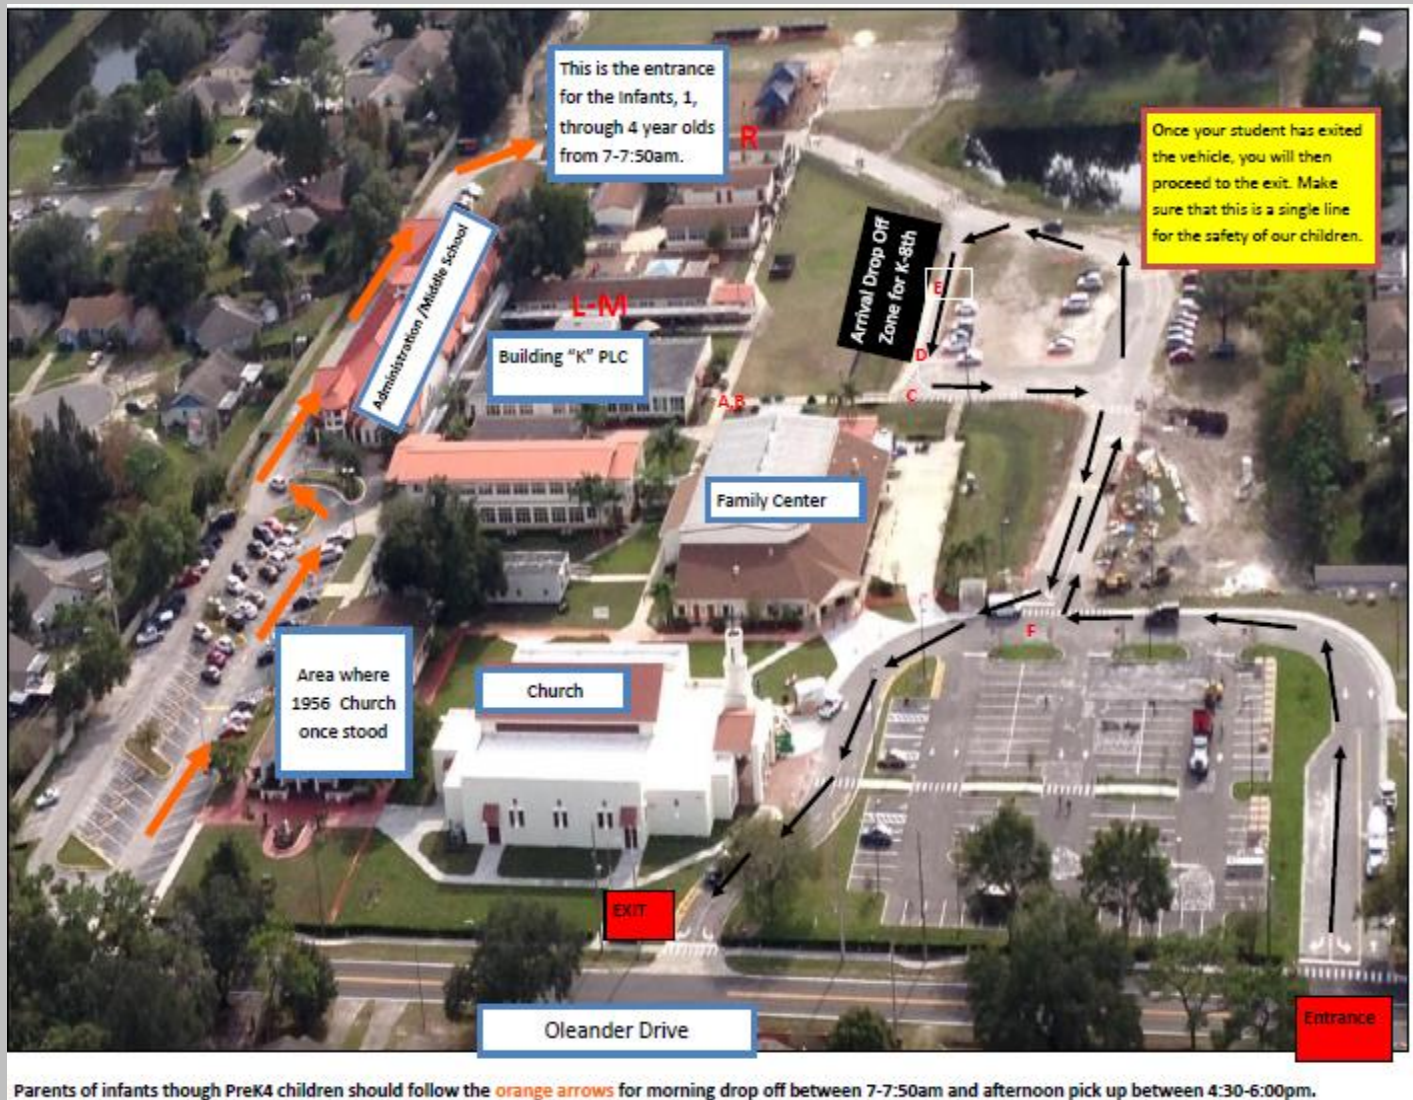 This is the entrance
for the Infants, 1,
through 4 year olds
from 7-7:50am.
R
Once your student has exited
the vehicle, you will then
proceed to the exit. Make
sure that this is a single line
for the safety of our children.
Arrival Drop Off
Zone for K-8th
Administration /Middle School
E
L-M
Building “K” PLC
D
C
A,B
Family Center
F
Area where
1956 Church
once stood
Church
EXIT
Oleander Drive
Entrance
Parents of infants though PreK4 children should follow the orange arrows for morning drop off between 7-7:50am and afternoon pick up between 4:30-6:00pm.